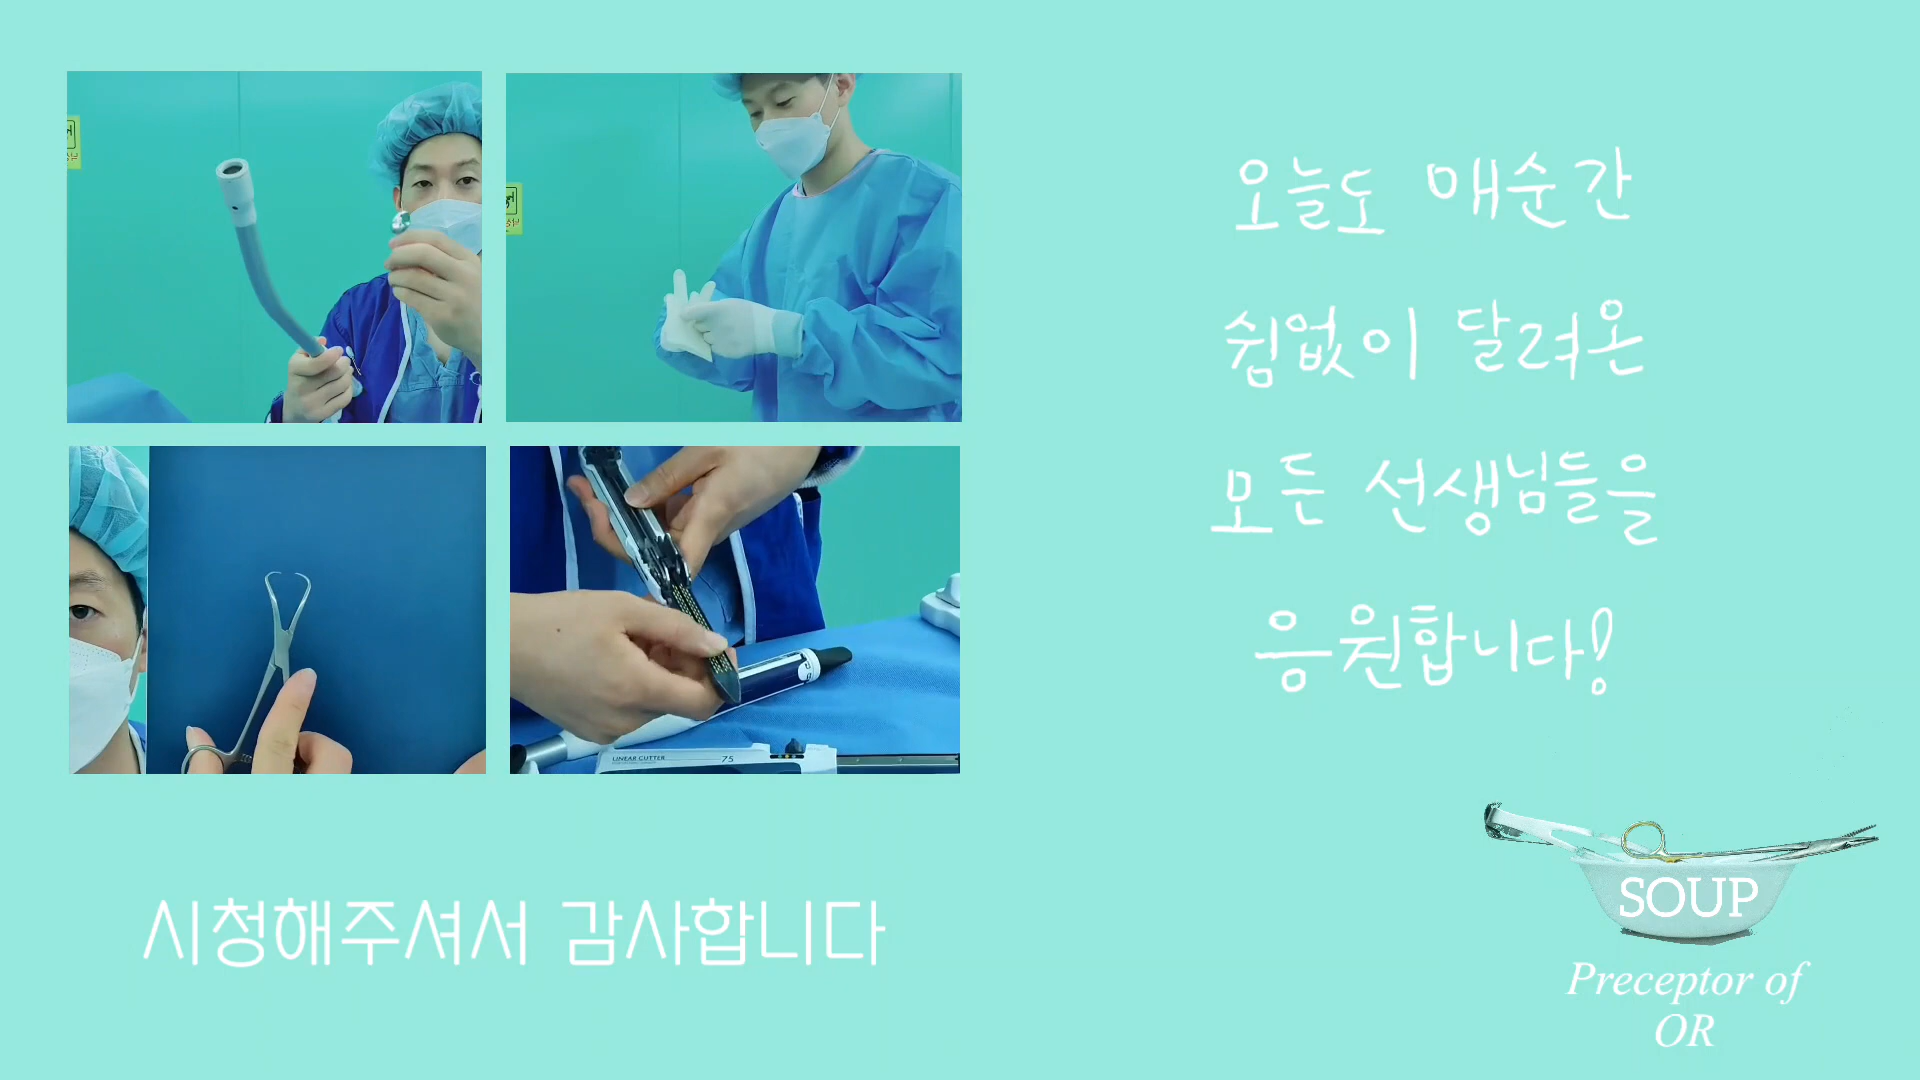 오늘도 매순간
쉼없이 달려온
모든 선생님들을
응원합니다!
LINEAR CUTTER 75
시청해주셔서 감사합니다
SOUP
Preceptor of
OR